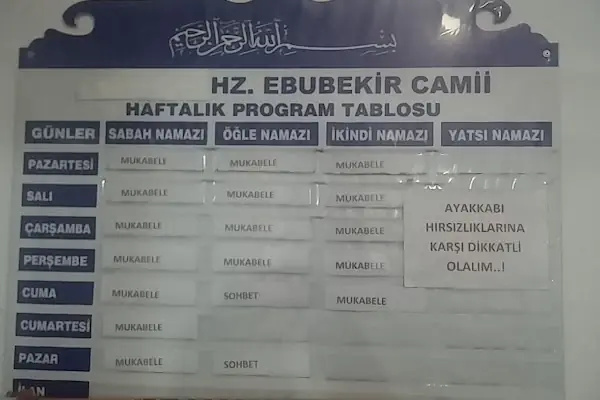 بسم الله الرحمن الرحيم
HZ. EBUBEKİR CAMİİ
HAFTALIK PROGRAM TABLOSU
GÜNLER SABAH NAMAZI ÖĞLE NAMAZI İKİNDİ NAMAZI YATSI NAMAZI
PAZARTESİ MUKABELE MUKABELE MUKABELE
SALI MUKABELE MUKABELE MUKABELE
ÇARŞAMBA MUKABELE MUKABELE MUKABELE
PERŞEMBE MUKABELE MUKABELE MUKABELE
CUMA MUKABELE SOHBET MUKABELE
CUMARTESİ MUKABELE
PAZAR MUKABELE SOHBET
İLAN
AYAKKABI
HIRSIZLIKLARINA
KARŞI DİKKATLİ
OLALIM..!